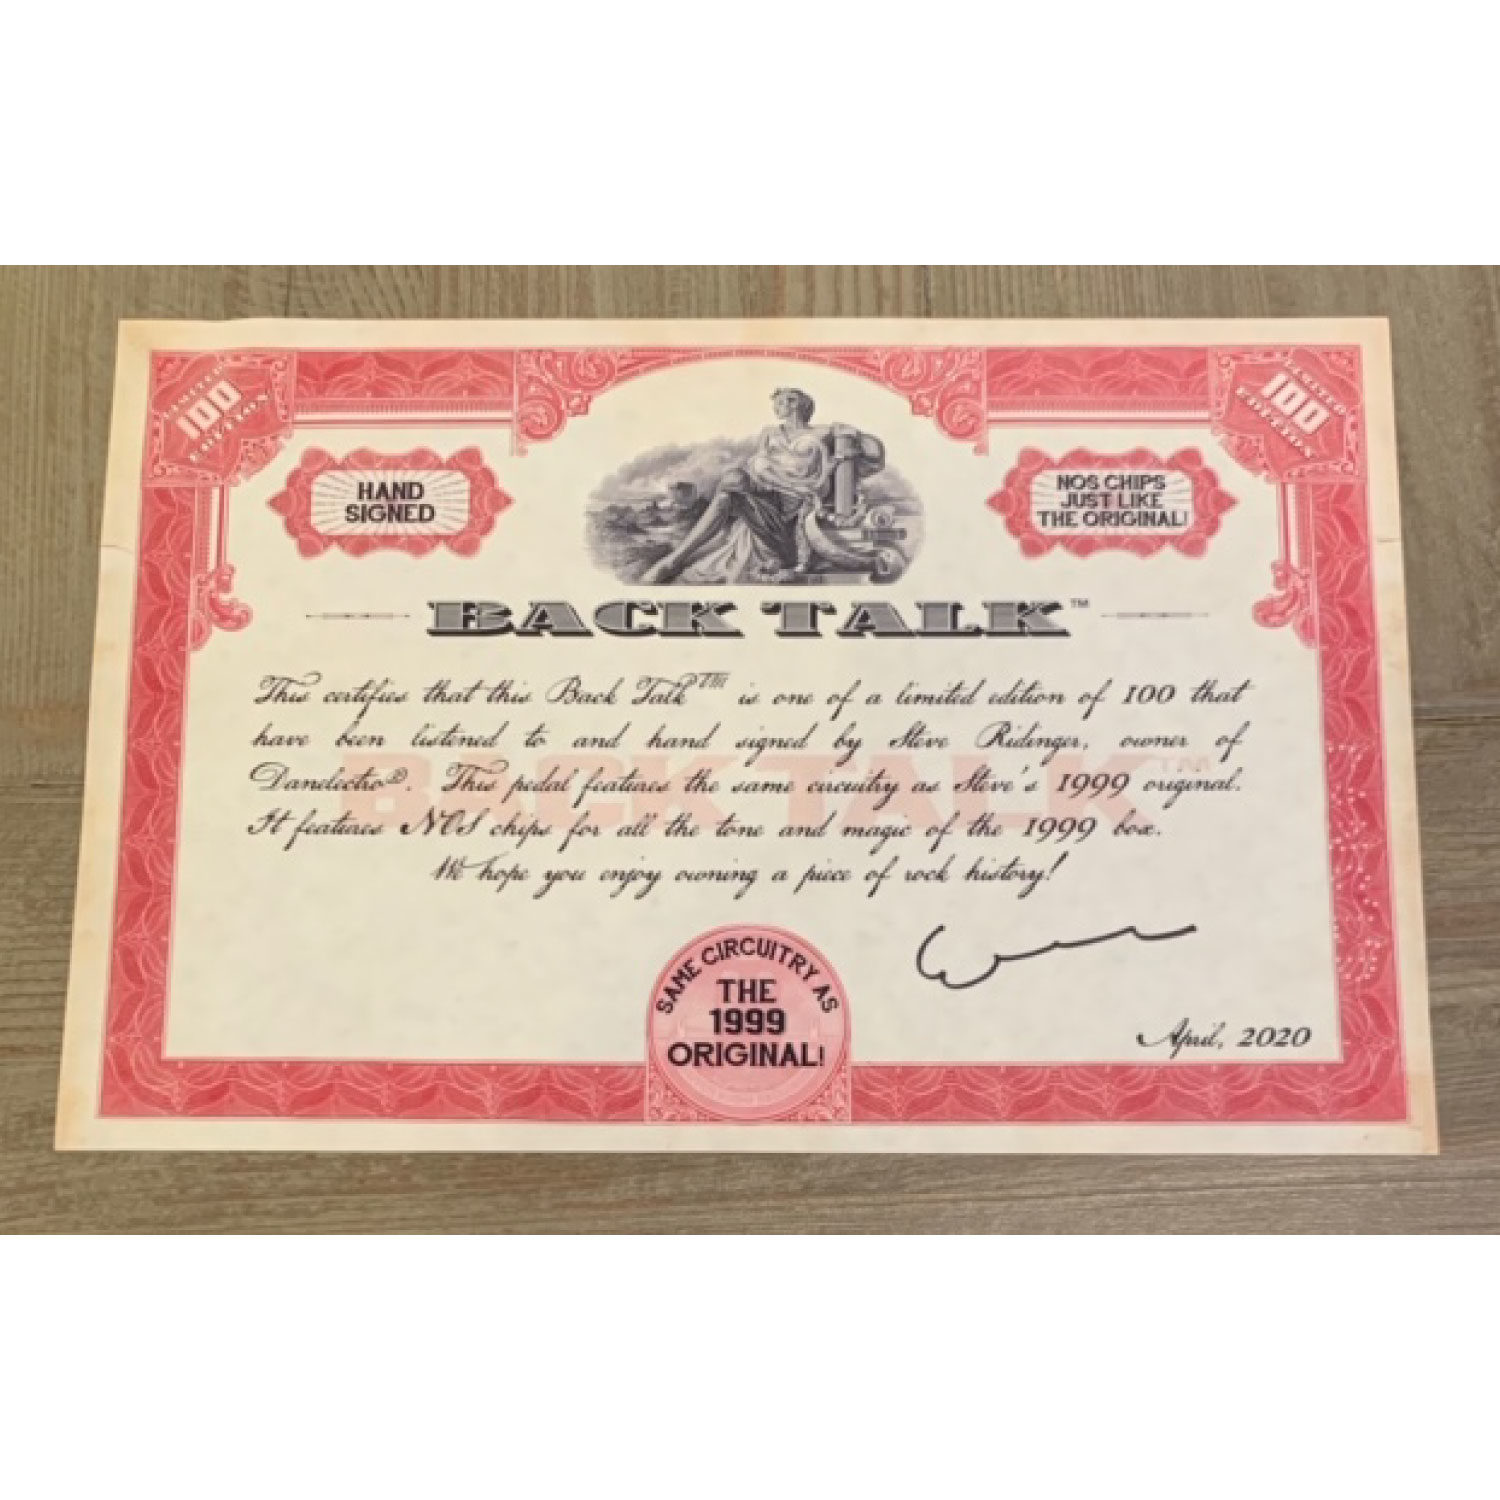 LIMITED
100
EDITION
LIMITED
100
EDITION
HAND
SIGNED
NOS CHIPS
JUST LIKE
THE ORIGINAL!
BACK TALK™
This certifies that this Back Talk™ is one of a limited edition of 100 that
have been listened to and hand signed by Steve Ridinger, owner of
Danelectro®. This pedal features the same circuitry as Steve's 1999 original.
It features NOS chips for all the tone and magic of the 1999 box.
We hope you enjoy owning a piece of rock history!
BACK TALK™
SAME CIRCUITRY AS
THE
1999
ORIGINAL!
April, 2020